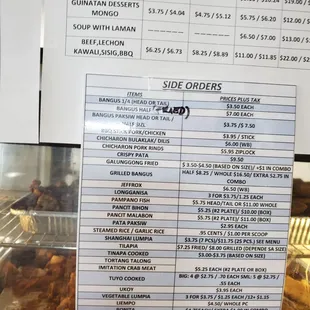 GUINATAN DESSERTS $3.75 / $4.04 $4.75 / $5.12 $5.75 / $6.20
MONGO
SOUP WITH LAMAN $6.50 / $7.00
BEEF,LECHON $6.25 / $6.73 $8.25 / $8.89 $11.00 / $11.85
KAWALI,SISIG,BBQ
SIDE ORDERS
ITEMS PRICES PLUS TAX
BANGUS 1/4 (HEAD OR TAIL) $3.50 EACH
BANGUS HALF $7.00 EACH
BANGUS PAKSIW HEAD OR TAIL / $3.75 / $ 7.50
$3.95 / STICK
CHICHARON BULAKLAK / DILIS $6.00 (WB)
CHICHARON PORK RINDS $5.95 ZIPLOCK
CRISPY PATA $9.50
GALUNGGONG FRIED $3.50-$4.50 (BASED ON SIZE)/ +$1 IN COMBO
GRILLED BANGUS HALF $8.25 / WHOLE $16.50/ EXTRA $2.75 IN COMBO
JEFFROX $6.50 (WB)
LONGGANISA 3 FOR $3.75/$1.25 EACH
PAMPANO FISH $5.50 HEAD/TAIL OR $11.00 WHOLE
PANCIT BIHON $5.25 (#2 PLATE) / $10.00 (BOX)
PANCIT MALABON $5.75 (#2 PLATE)/ $11.00 (BOX)
PATA PAKSIW $2.95 EACH
STEAMED RICE / GARLIC RICE .95 CENTS / $1.00 PER SCOOP
SHANGHAI LUMPIA $3.75 (7 PCS)/$11.75 (25 PCS.) SEE MENU
TILAPIA $7.25 FRIED/ $8.00 GRILLED (DEPENDE SA SIZE)
TINAPA COOKED $3.00-$3.75 (BASED ON SIZE)
TORTANG TALONG
IMITATION CRAB MEAT $5.25 EACH (#2 PLATE OR BOX)
TUYO COOKED
UKOY $3.95 EACH
VEGETABLE LUMPIA 3 FOR $3.75 / $1.25 EACH
LIEMPO $4.50/ WHOLE PC